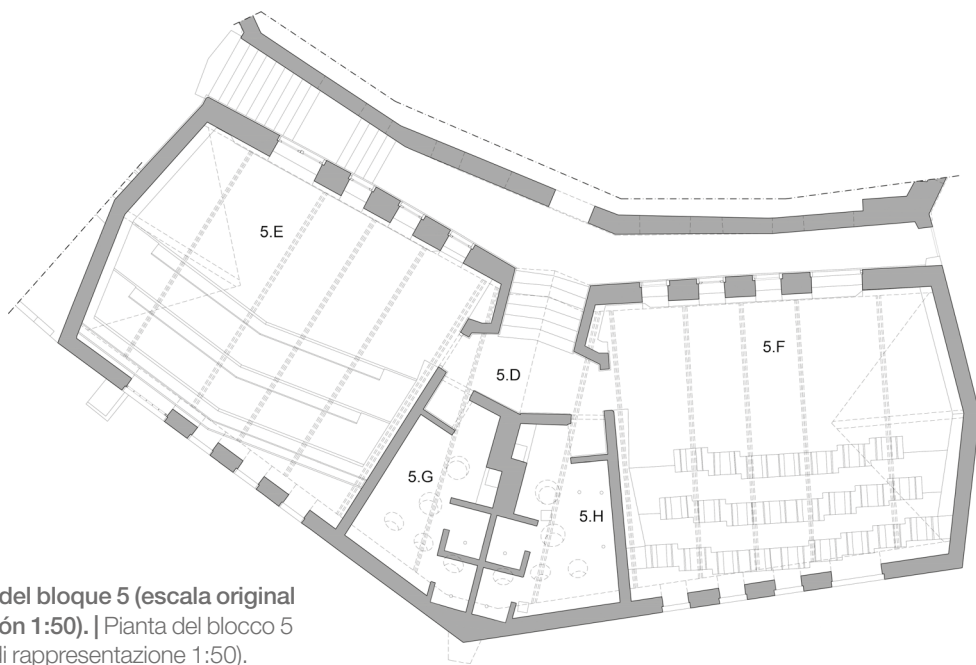 5.E
5.F
5.D
5.G
5.H
del bloque 5 (escala original
ón 1:50). | Pianta del blocco 5
di rappresentazione 1:50).